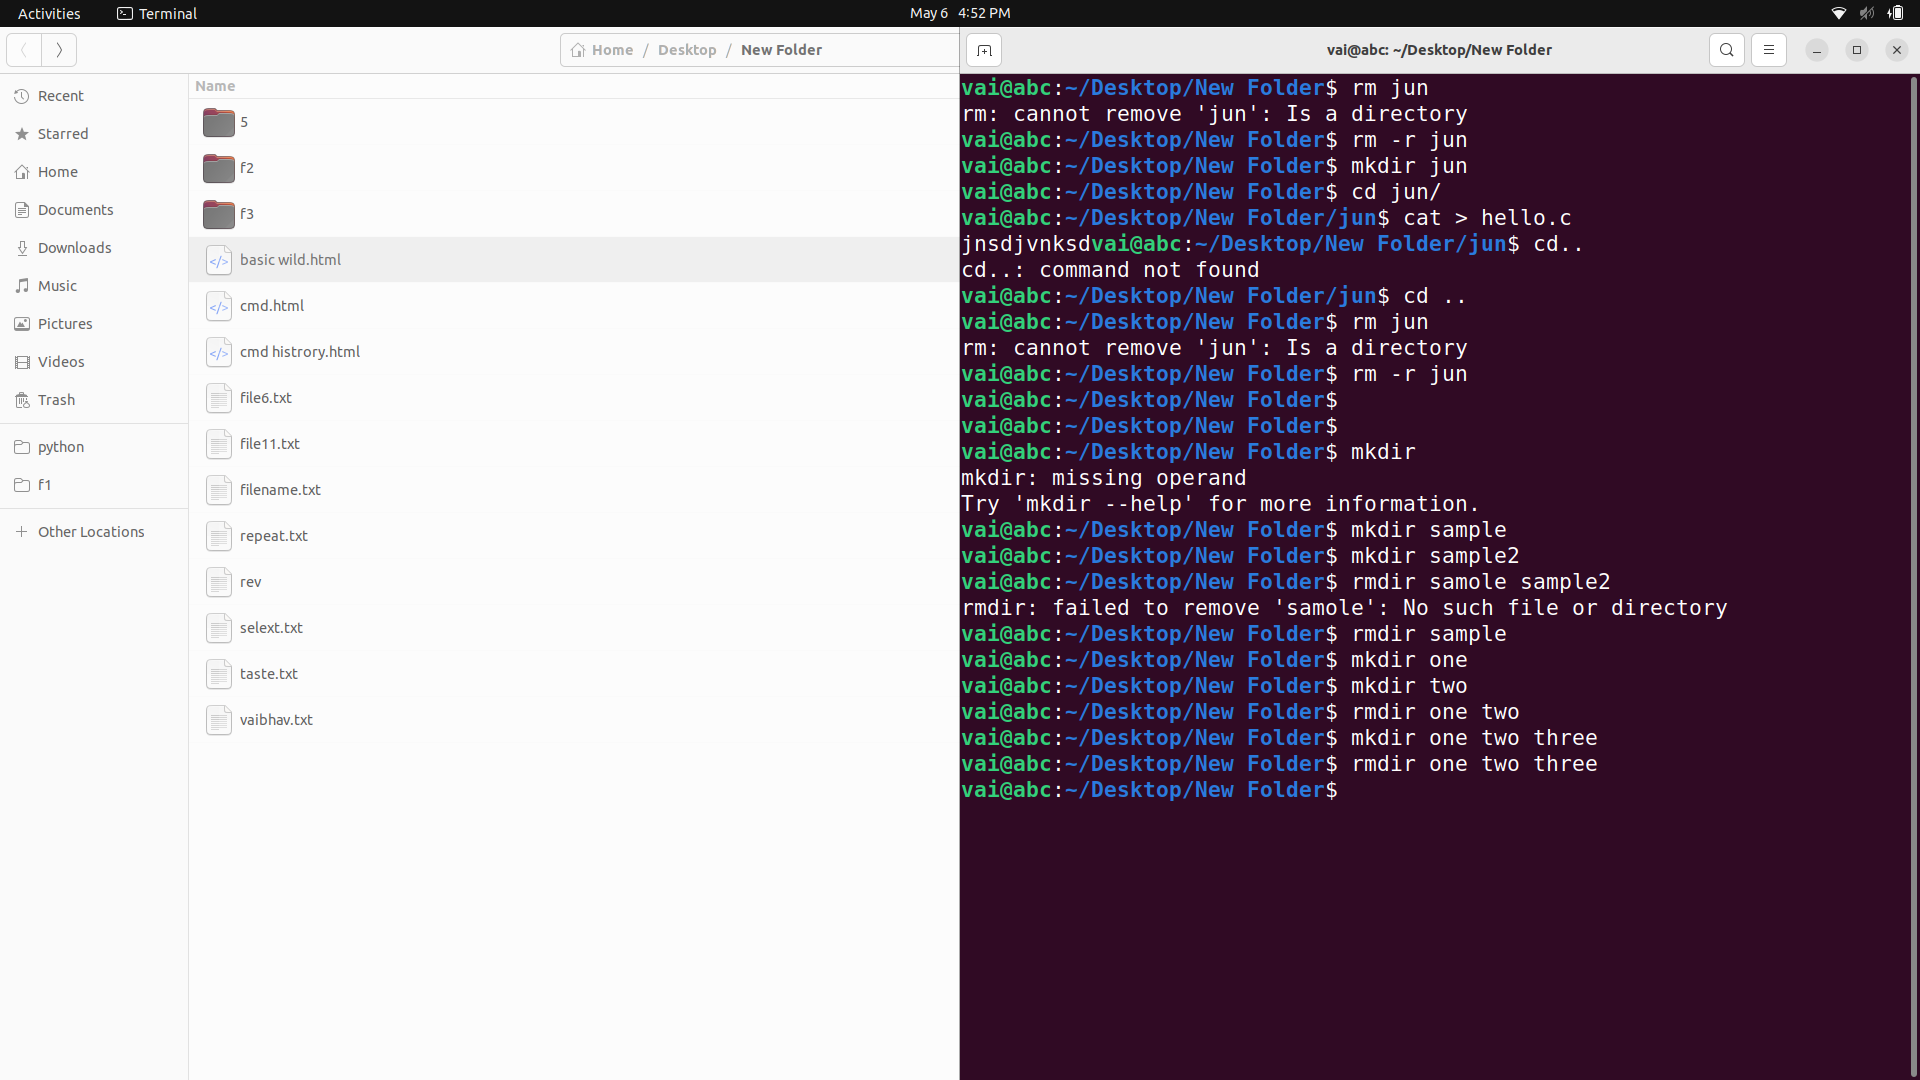 Activities
Terminal
May 6 4:52 PM
Home / Desktop / New Folder
Recent
Starred
Home
Documents
Downloads
Music
Pictures
Videos
Trash
python
f1
Other Locations
Name
5
f2
f3
basic wild.html
cmd.html
cmd histrory.html
file6.txt
file11.txt
filename.txt
repeat.txt
rev
selext.txt
taste.txt
vaibhav.txt
vai@abc: ~/Desktop/New Folder
vai@abc:~/Desktop/New Folder$ rm jun
rm: cannot remove 'jun': Is a directory
vai@abc:~/Desktop/New Folder$ rm -r jun
vai@abc:~/Desktop/New Folder$ mkdir jun
vai@abc:~/Desktop/New Folder$ cd jun/
vai@abc:~/Desktop/New Folder/jun$ cat > hello.c
jnsdjvnksdvai@abc:~/Desktop/New Folder/jun$ cd..
cd..: command not found
vai@abc:~/Desktop/New Folder/jun$ cd ..
vai@abc:~/Desktop/New Folder$ rm jun
rm: cannot remove 'jun': Is a directory
vai@abc:~/Desktop/New Folder$ rm -r jun
vai@abc:~/Desktop/New Folder$
vai@abc:~/Desktop/New Folder$
vai@abc:~/Desktop/New Folder$ mkdir
mkdir: missing operand
Try 'mkdir --help' for more information.
vai@abc:~/Desktop/New Folder$ mkdir sample
vai@abc:~/Desktop/New Folder$ mkdir sample2
vai@abc:~/Desktop/New Folder$ rmdir samole sample2
rmdir: failed to remove 'samole': No such file or directory
vai@abc:~/Desktop/New Folder$ rmdir sample
vai@abc:~/Desktop/New Folder$ mkdir one
vai@abc:~/Desktop/New Folder$ mkdir two
vai@abc:~/Desktop/New Folder$ rmdir one two
vai@abc:~/Desktop/New Folder$ mkdir one two three
vai@abc:~/Desktop/New Folder$ rmdir one two three
vai@abc:~/Desktop/New Folder$